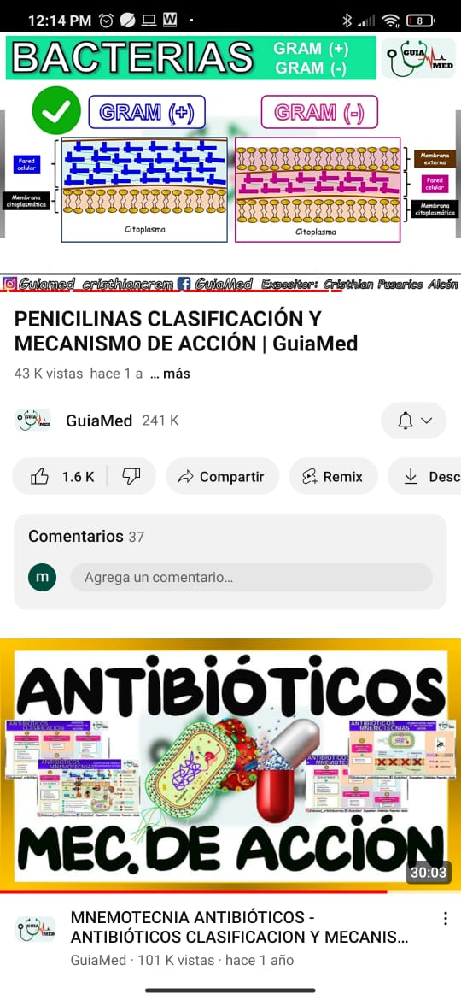 12:14 PM
8
BACTERIAS
GRAM (+)
GRAM (-)
GUIA
MED
GRAM (+)
GRAM (-)
Pared
celular
Membrana
citoplasmática
Citoplasma
Membrana
externa
Pared
celular
Membrana
citoplasmática
Citoplasma
Guiamed_cristhiancrem GuiaMed Expositor: Cristhian Pusarico Alcón
PENICILINAS CLASIFICACIÓN Y
MECANISMO DE ACCIÓN | GuiaMed
43 K vistas hace 1 a ... más
GuiaMed 241 K
1.6 K
Compartir
Remix
Desc
Comentarios 37
m
Agrega un comentario...
ANTIBIÓTICOS
MEC. DE ACCIÓN
30:03
MNEMOTECNIA ANTIBIÓTICOS -
ANTIBIÓTICOS CLASIFICACION Y MECANIS...
GuiaMed · 101 K vistas · hace 1 año